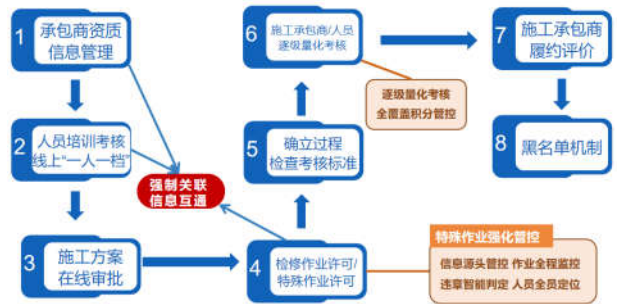 1
承包商资质
信息管理
2
人员培训考核
线上“一人一档”
3
施工方案
在线审批
4
检修作业许可/
特殊作业许可
5
确立过程
检查考核标准
6
施工承包商/人员
逐级量化考核
7
施工承包商
履约评价
8
黑名单机制
强制关联
信息互通
逐级量化考核
全覆盖积分管控
特殊作业强化管控
信息源头管控 作业全程监控
违章智能判定 人员全员定位